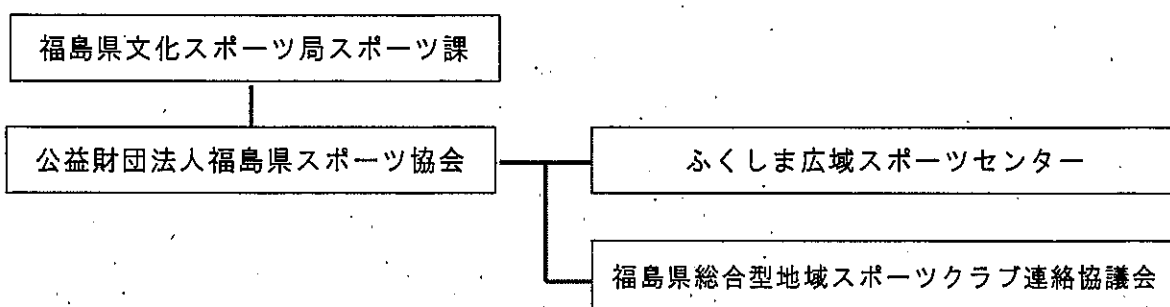 福島県文化スポーツ局スポーツ課
公益財団法人福島県スポーツ協会
ふくしま広域スポーツセンター
福島県総合型地域スポーツクラブ連絡協議会